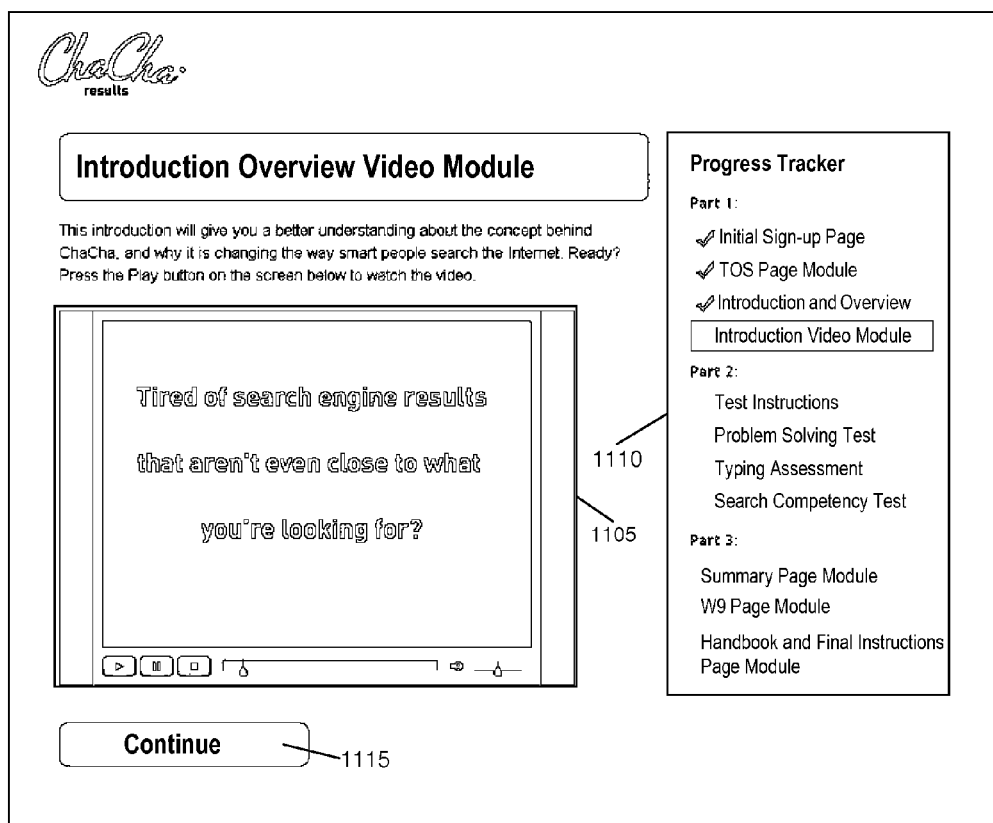 ChaCha
results
Introduction Overview Video Module
This introduction will give you a better understanding about the concept behind
ChaCha, and why it is changing the way smart people search the Internet. Ready?
Press the Play button on the screen below to watch the video.
Tired of search engine results
that aren't even close to what
you're looking for?
1105
Continue
1115
Progress Tracker
Part 1:
Initial Sign-up Page
TOS Page Module
Introduction and Overview
Introduction Video Module
Part 2:
Test Instructions
Problem Solving Test
Typing Assessment
Search Competency Test
Part 3:
Summary Page Module
W9 Page Module
Handbook and Final Instructions
Page Module
1110